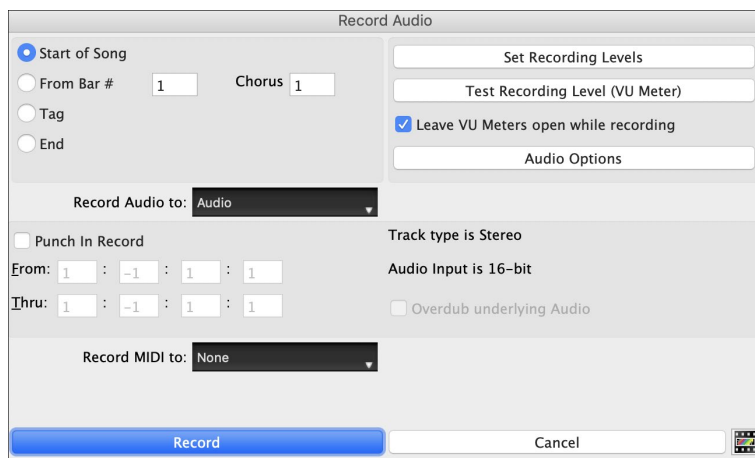 Record Audio
Start of Song
From Bar # 1 Chorus 1
Tag
End
Set Recording Levels
Test Recording Level (VU Meter)
Leave VU Meters open while recording
Audio Options
Record Audio to: Audio
Punch In Record
From: 1 : -1 : 1 : 1
Thru: 1 : -1 : 1 : 1
Track type is Stereo
Audio Input is 16-bit
Overdub underlying Audio
Record MIDI to: None
Record
Cancel